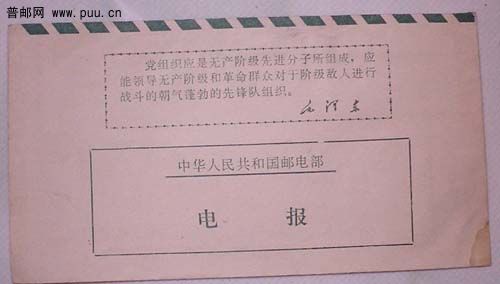 普邮网
www.puu.cn
党组织应是无产阶级先进分子所组成，应
能领导无产阶级和革命群众对于阶级敌人进行
战斗的朝气蓬勃的先锋队组织。
毛泽东
中华人民共和国邮电部
电报